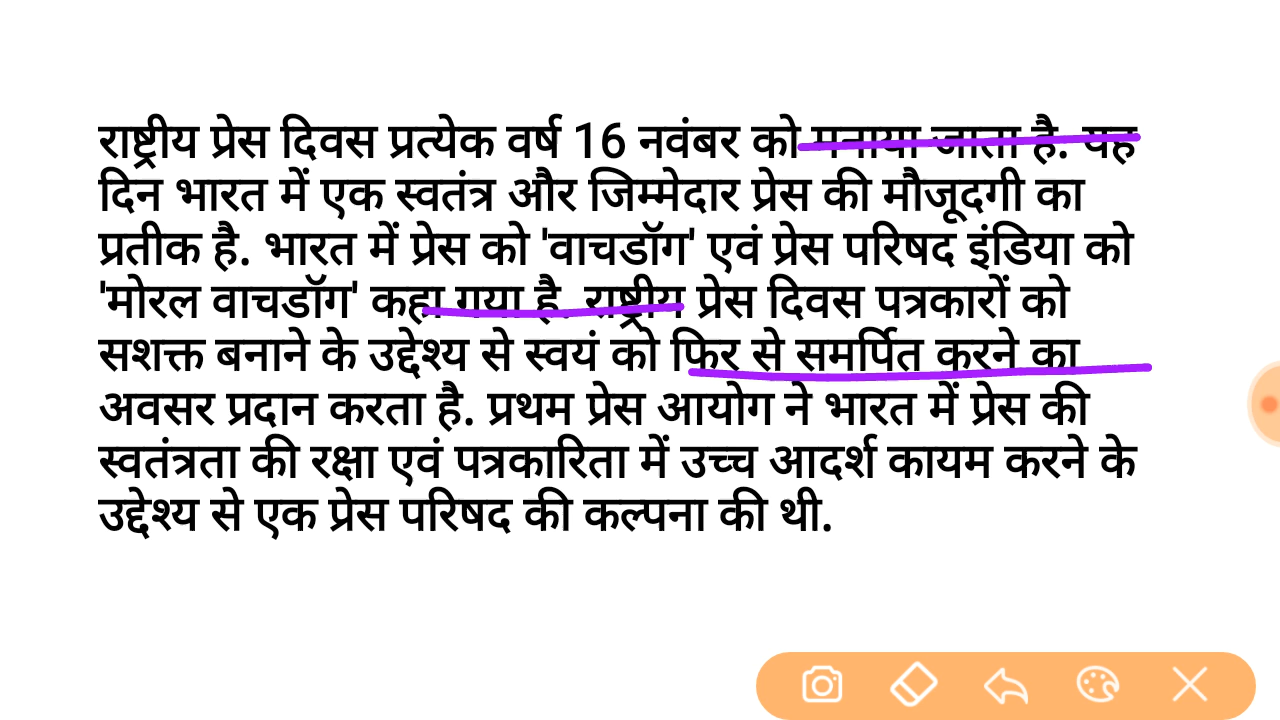 राष्ट्रीय प्रेस दिवस प्रत्येक वर्ष 16 नवंबर को मनाया जाता है. यह
दिन भारत में एक स्वतंत्र और जिम्मेदार प्रेस की मौजूदगी का
प्रतीक है. भारत में प्रेस को 'वाचडॉग' एवं प्रेस परिषद इंडिया को
'मोरल वाचडॉग' कहा गया है. राष्ट्रीय प्रेस दिवस पत्रकारों को
सशक्त बनाने के उद्देश्य से स्वयं को फिर से समर्पित करने का
अवसर प्रदान करता है. प्रथम प्रेस आयोग ने भारत में प्रेस की
स्वतंत्रता की रक्षा एवं पत्रकारिता में उच्च आदर्श कायम करने के
उद्देश्य से एक प्रेस परिषद की कल्पना की थी.